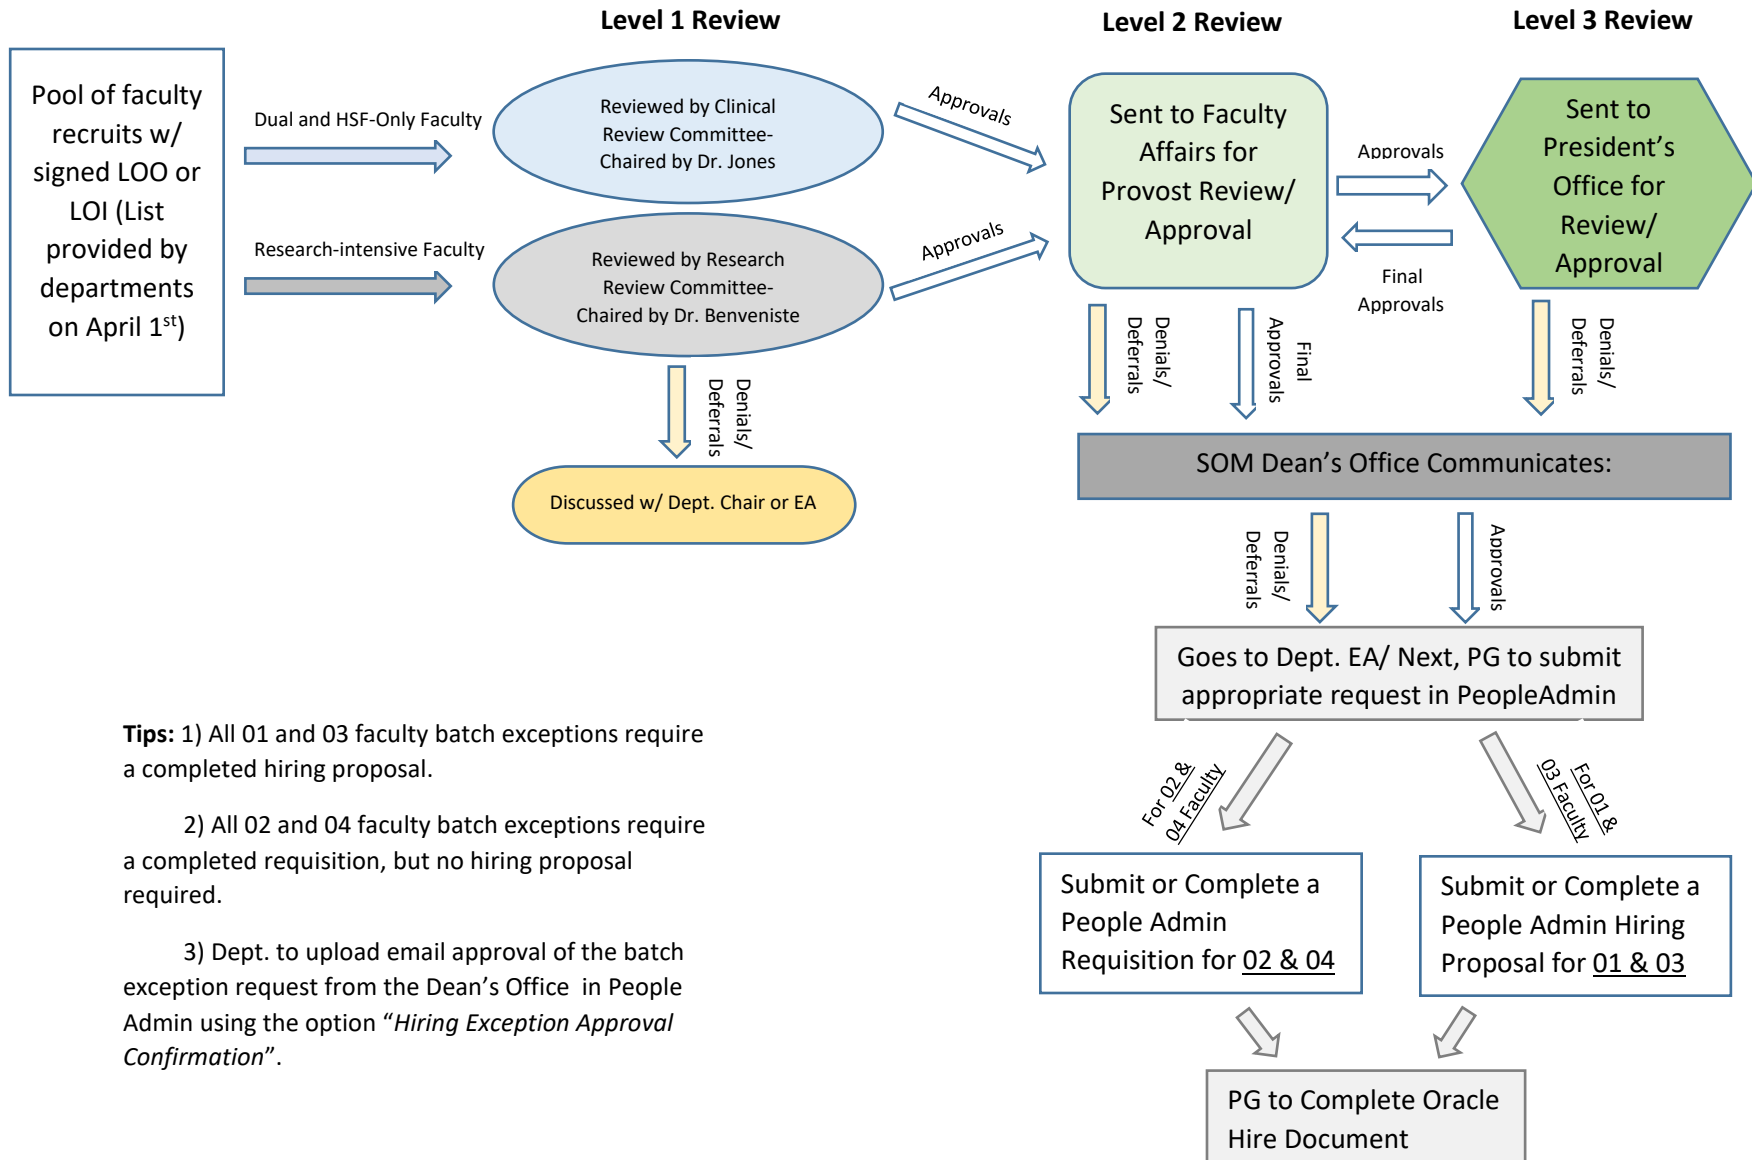 Level 1 Review
Level 2 Review
Level 3 Review
Pool of faculty
recruits w/
signed LOO or
LOI (List
provided by
departments
on April 1st)
Dual and HSF-Only Faculty
Research-intensive Faculty
Reviewed by Clinical
Review Committee-
Chaired by Dr. Jones
Reviewed by Research
Review Committee-
Chaired by Dr. Benveniste
Approvals
Approvals
Sent to Faculty
Affairs for
Provost Review/
Approval
Approvals
Final
Approvals
Sent to
President’s
Office for
Review/
Approval
Denials/
Deferrals
Discussed w/ Dept. Chair or EA
Denials/
Deferrals
Final
Approvals
Denials/
Deferrals
SOM Dean’s Office Communicates:
Denials/
Deferrals
Approvals
Goes to Dept. EA/ Next, PG to submit
appropriate request in PeopleAdmin
For 02 &
04 Faculty
For 01 &
03 Faculty
Submit or Complete a
People Admin
Requisition for 02 & 04
Submit or Complete a
People Admin Hiring
Proposal for 01 & 03
PG to Complete Oracle
Hire Document
Tips: 1) All 01 and 03 faculty batch exceptions require
a completed hiring proposal.
2) All 02 and 04 faculty batch exceptions require
a completed requisition, but no hiring proposal
required.
3) Dept. to upload email approval of the batch
exception request from the Dean’s Office in People
Admin using the option “Hiring Exception Approval
Confirmation”.